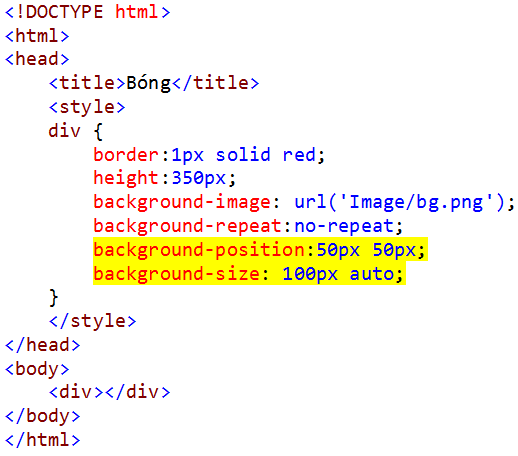 <!DOCTYPE html>
<html>
<head>
    <title>Bóng</title>
    <style>
    div {
        border:1px solid red;
        height:350px;
        background-image: url('Image/bg.png');
        background-repeat:no-repeat;
        background-position:50px 50px;
        background-size: 100px auto;
    }
    </style>
</head>
<body>
    <div></div>
</body>
</html>